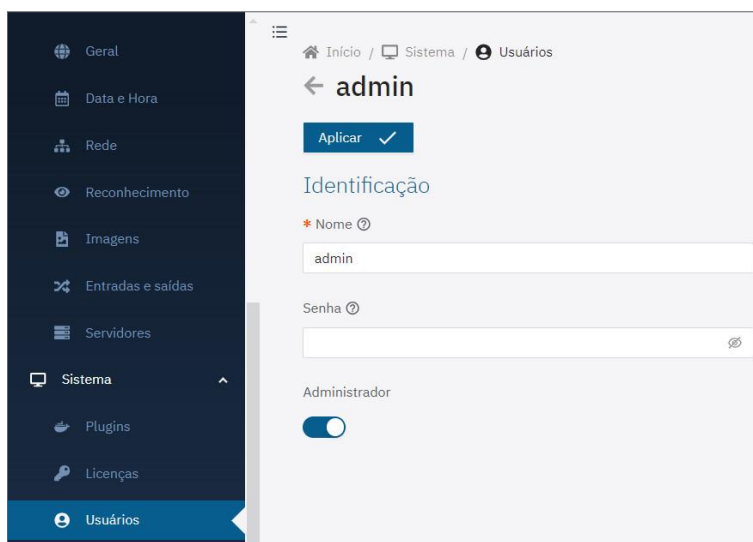 Geral
Data e Hora
Rede
Reconhecimento
Imagens
Entradas e saídas
Servidores
Sistema
Plugins
Licenças
Usuários
Início / Sistema / Usuários
admin
Aplicar
Identificação
* Nome
admin
Senha
Administrador